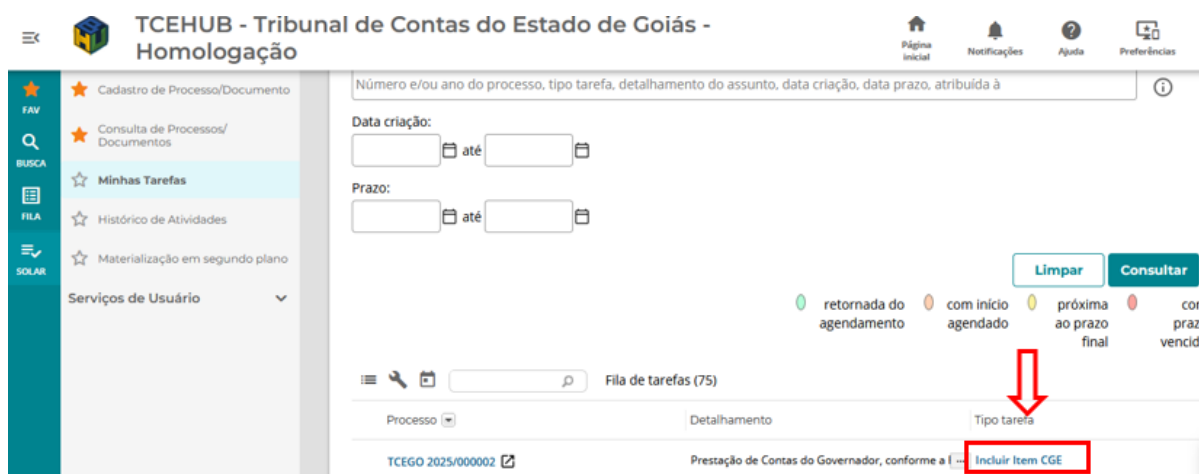 TCEHUB - Tribunal de Contas do Estado de Goiás -
Homologação
Página
inicial
Notificações
Ajuda
Preferências
FAV
BUSCA
FILA
SOLAR
Cadastro de Processo/Documento
Consulta de Processos/
Documentos
Minhas Tarefas
Histórico de Atividades
Materialização em segundo plano
Serviços de Usuário
Número e/ou ano do processo, tipo tarefa, detalhamento do assunto, data criação, data prazo, atribuída à
Data criação:
até
Prazo:
até
Limpar
Consultar
retornada do
agendamento
com início
agendado
próxima
ao prazo
final
com
praz
vencid
Fila de tarefas (75)
Processo
Detalhamento
Tipo tarefa
TCEGO 2025/000002
Prestação de Contas do Governador, conforme a l ...
Incluir Item CGE